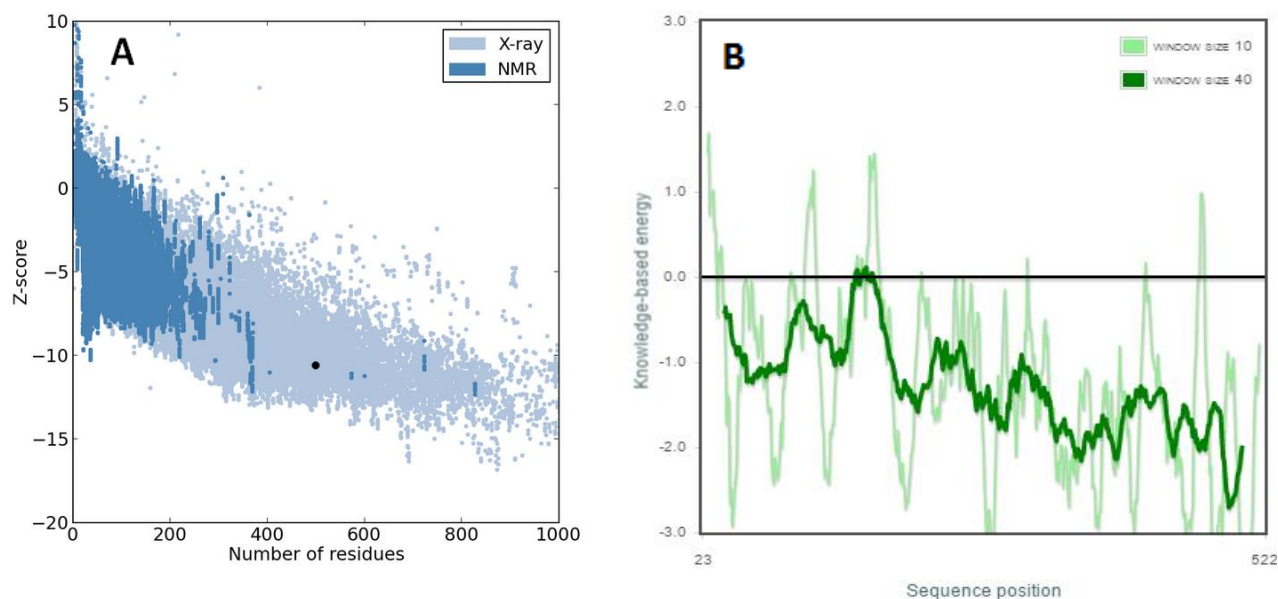 A
X-ray
NMR
10
5
0
−5
−10
−15
−20
Z-score
0
200
400
600
800
1000
Number of residues
B
WINDOW SIZE 10
WINDOW SIZE 40
3.0
2.0
1.0
0.0
-1.0
-2.0
-3.0
Knowledge-based energy
23
522
Sequence position